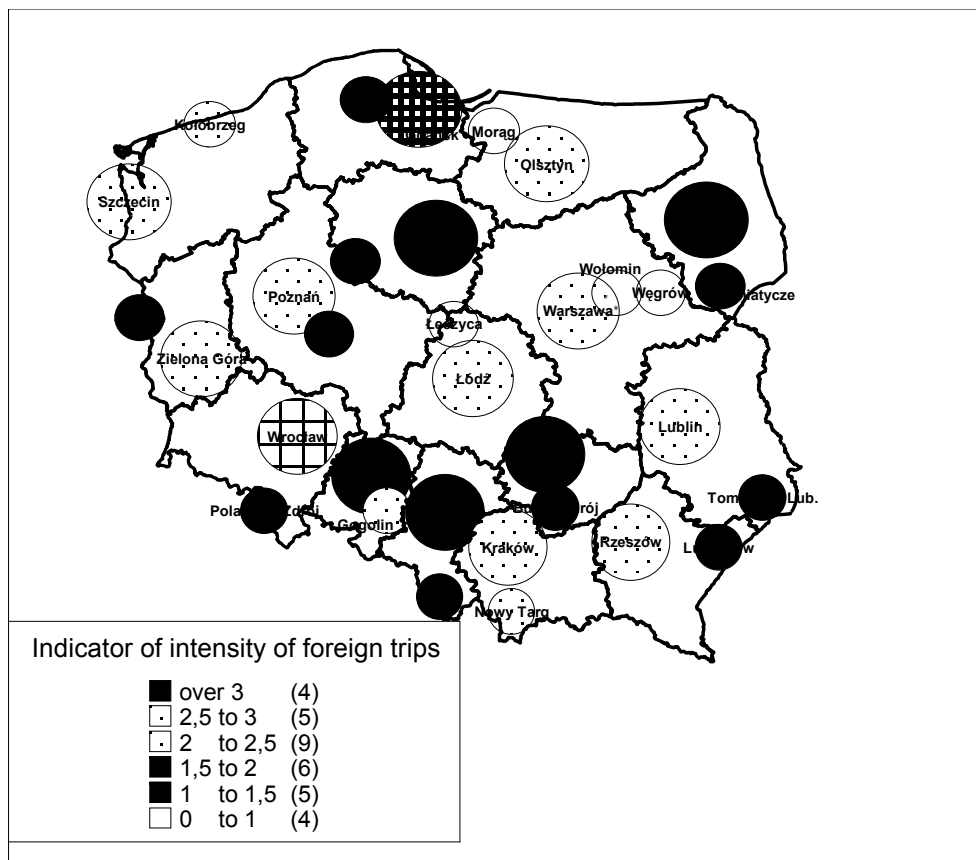 Kołobrzeg
Morąg
Olsztyn
Szczecin
Wołomin
Węgrów
Poznań
Warszawa
Łęczyca
Zielona Góra
Łódź
Lublin
Wrocław
Lub.
Gogolin
Kraków
Rzeszów
Nowy Targ
Indicator of intensity of foreign trips
over 3 (4)
2,5 to 3 (5)
2 to 2,5 (9)
1,5 to 2 (6)
1 to 1,5 (5)
0 to 1 (4)